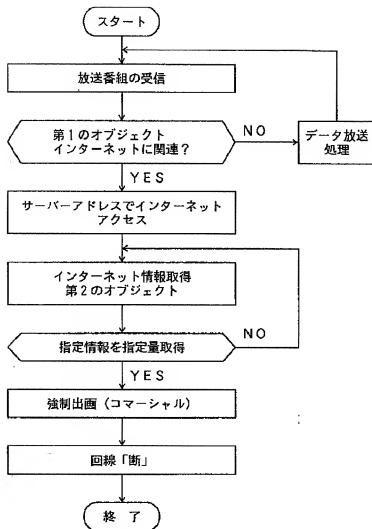 スタート
放送番組の受信
第1のオブジェクト
インターネットに関連？
NO
データ放送
処理
YES
サーバーアドレスでインターネット
アクセス
インターネット情報取得
第2のオブジェクト
指定情報を指定量取得
NO
YES
強制出画（コマーシャル）
回線「断」
終 了